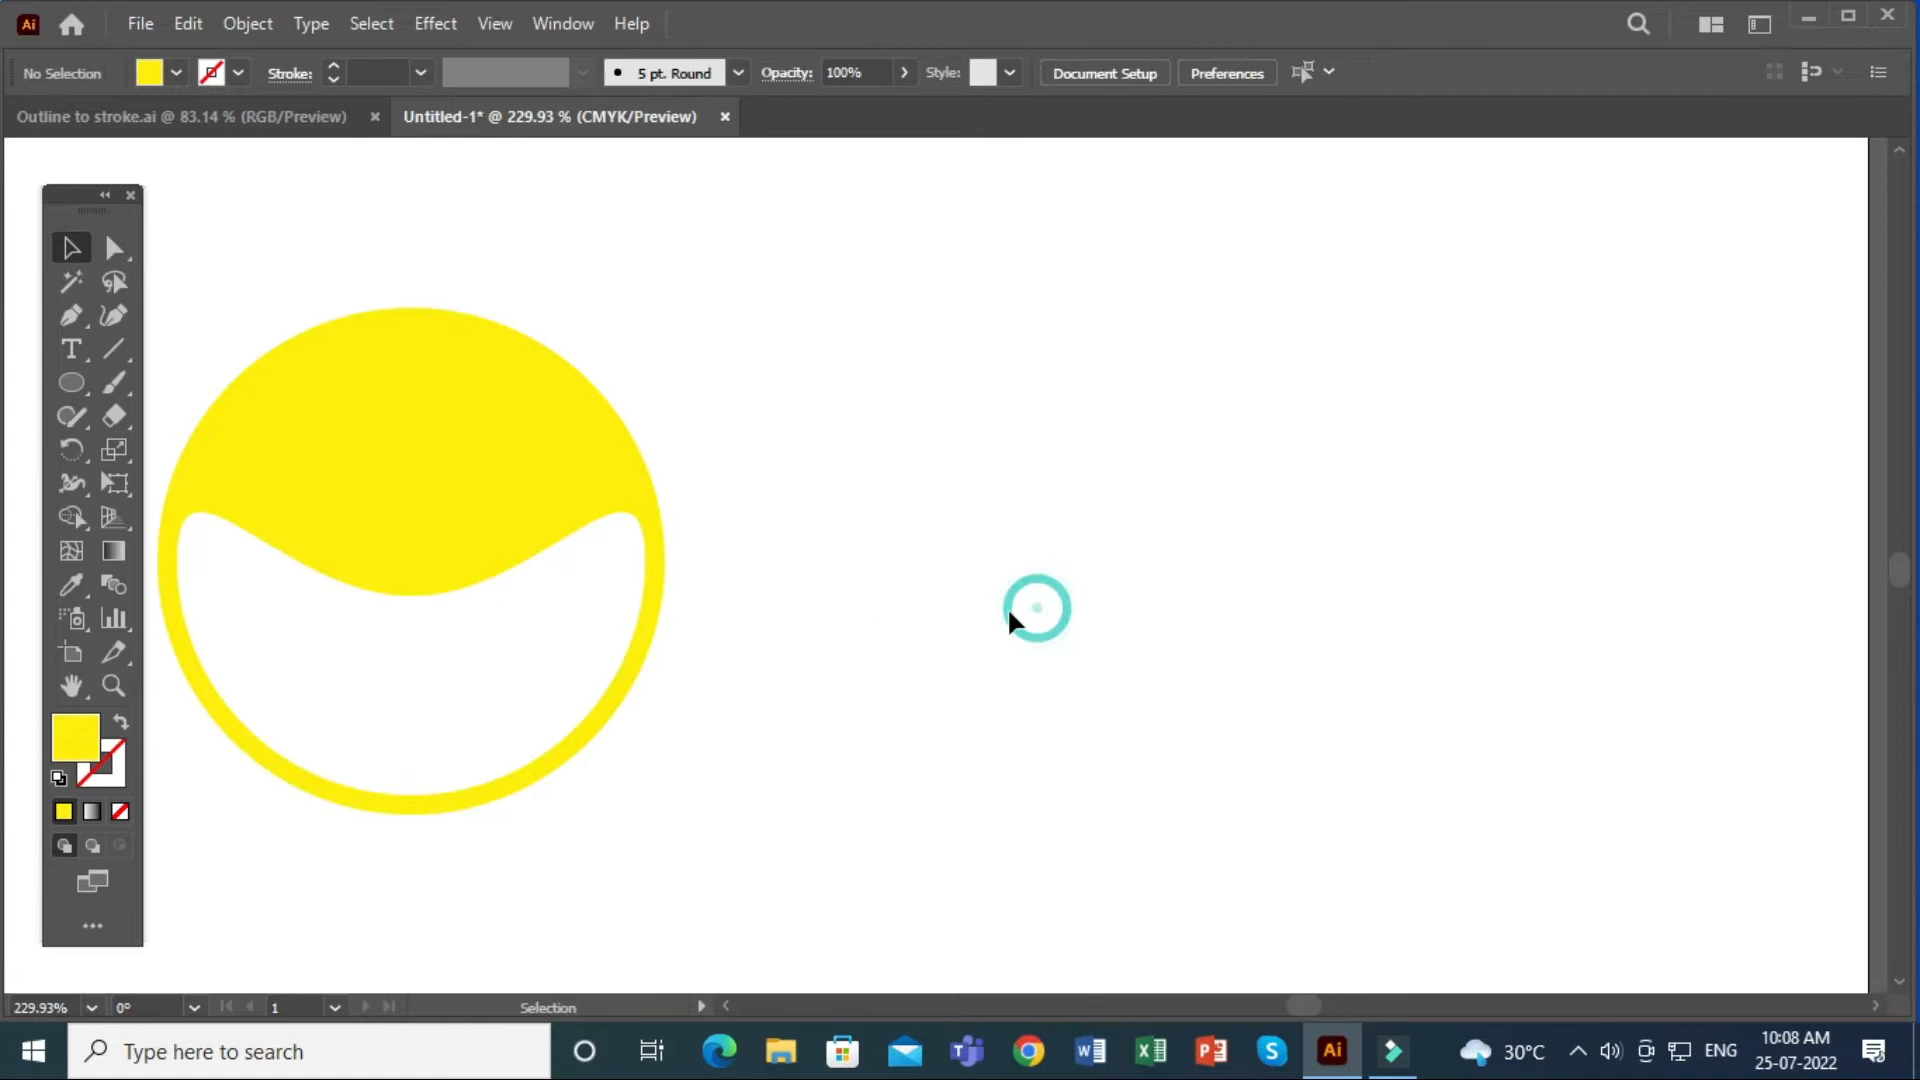 Ai File Edit Object Type Select Effect View Window Help
No Selection Stroke: 5 pt. Round Opacity: 100% Style: Document Setup Preferences
Outline to stroke.ai @ 83.14 % (RGB/Preview) × Untitled-1* @ 229.93 % (CMYK/Preview) ×
229.93% 0° 1 Selection
Type here to search 30°C ENG 10:08 AM
25-07-2022